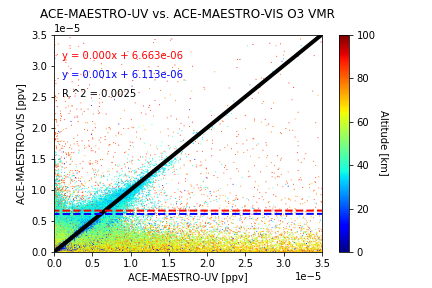 ACE-MAESTRO-UV vs. ACE-MAESTRO-VIS O3 VMR
1e-5
3.5
3.0
2.5
2.0
1.5
1.0
0.5
0.0
ACE-MAESTRO-VIS [ppv]
y = 0.000x + 6.663e-06
y = 0.001x + 6.113e-06
R^2 = 0.0025
0.0 0.5 1.0 1.5 2.0 2.5 3.0 3.5
ACE-MAESTRO-UV [ppv]
1e-5
100
80
60
40
20
0
Altitude [km]